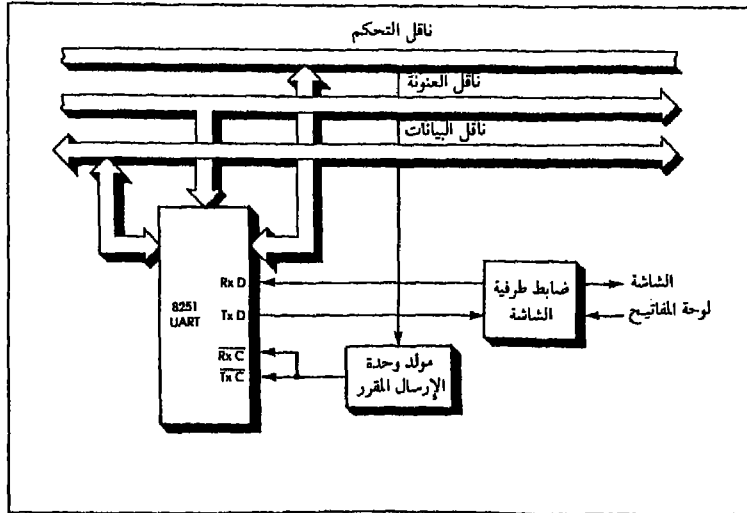 ناقل التحكم
ناقل العنونة
ناقل البيانات
8251
UART
Rx D
Tx D
Rx C
Tx C
ضابط طرفية
الشاشة
الشاشة
لوحة المفاتيح
مولد وحدة
الإرسال المقرر